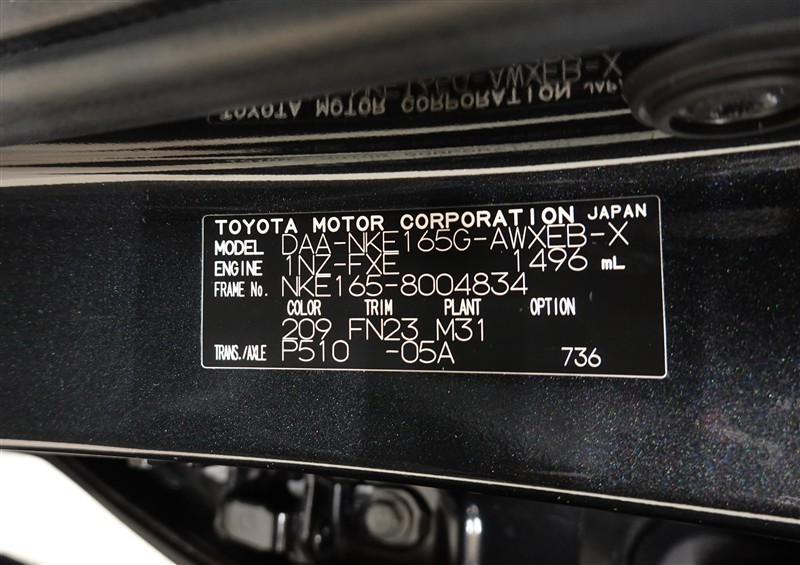 TOYOTA MOTOR CORPORATION JAPAN
MODEL DAA-NKE165G-AWXEB-X
ENGINE 1NZ-FXE 1496 mL
FRAME No. NKE165-8004834
COLOR TRIM PLANT OPTION
209 FN23 M31
TRANS./AXLE P510 -05A 736